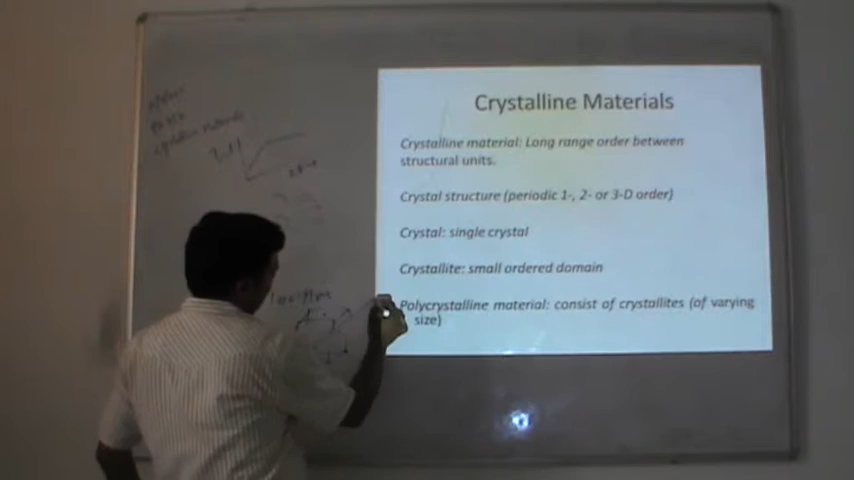 Crystalline Materials
Crystalline material: Long range order between
structural units.
Crystal structure (periodic 1-, 2- or 3-D order)
Crystal: single crystal
Crystallite: small ordered domain
Polycrystalline material: consist of crystallites (of varying
size)